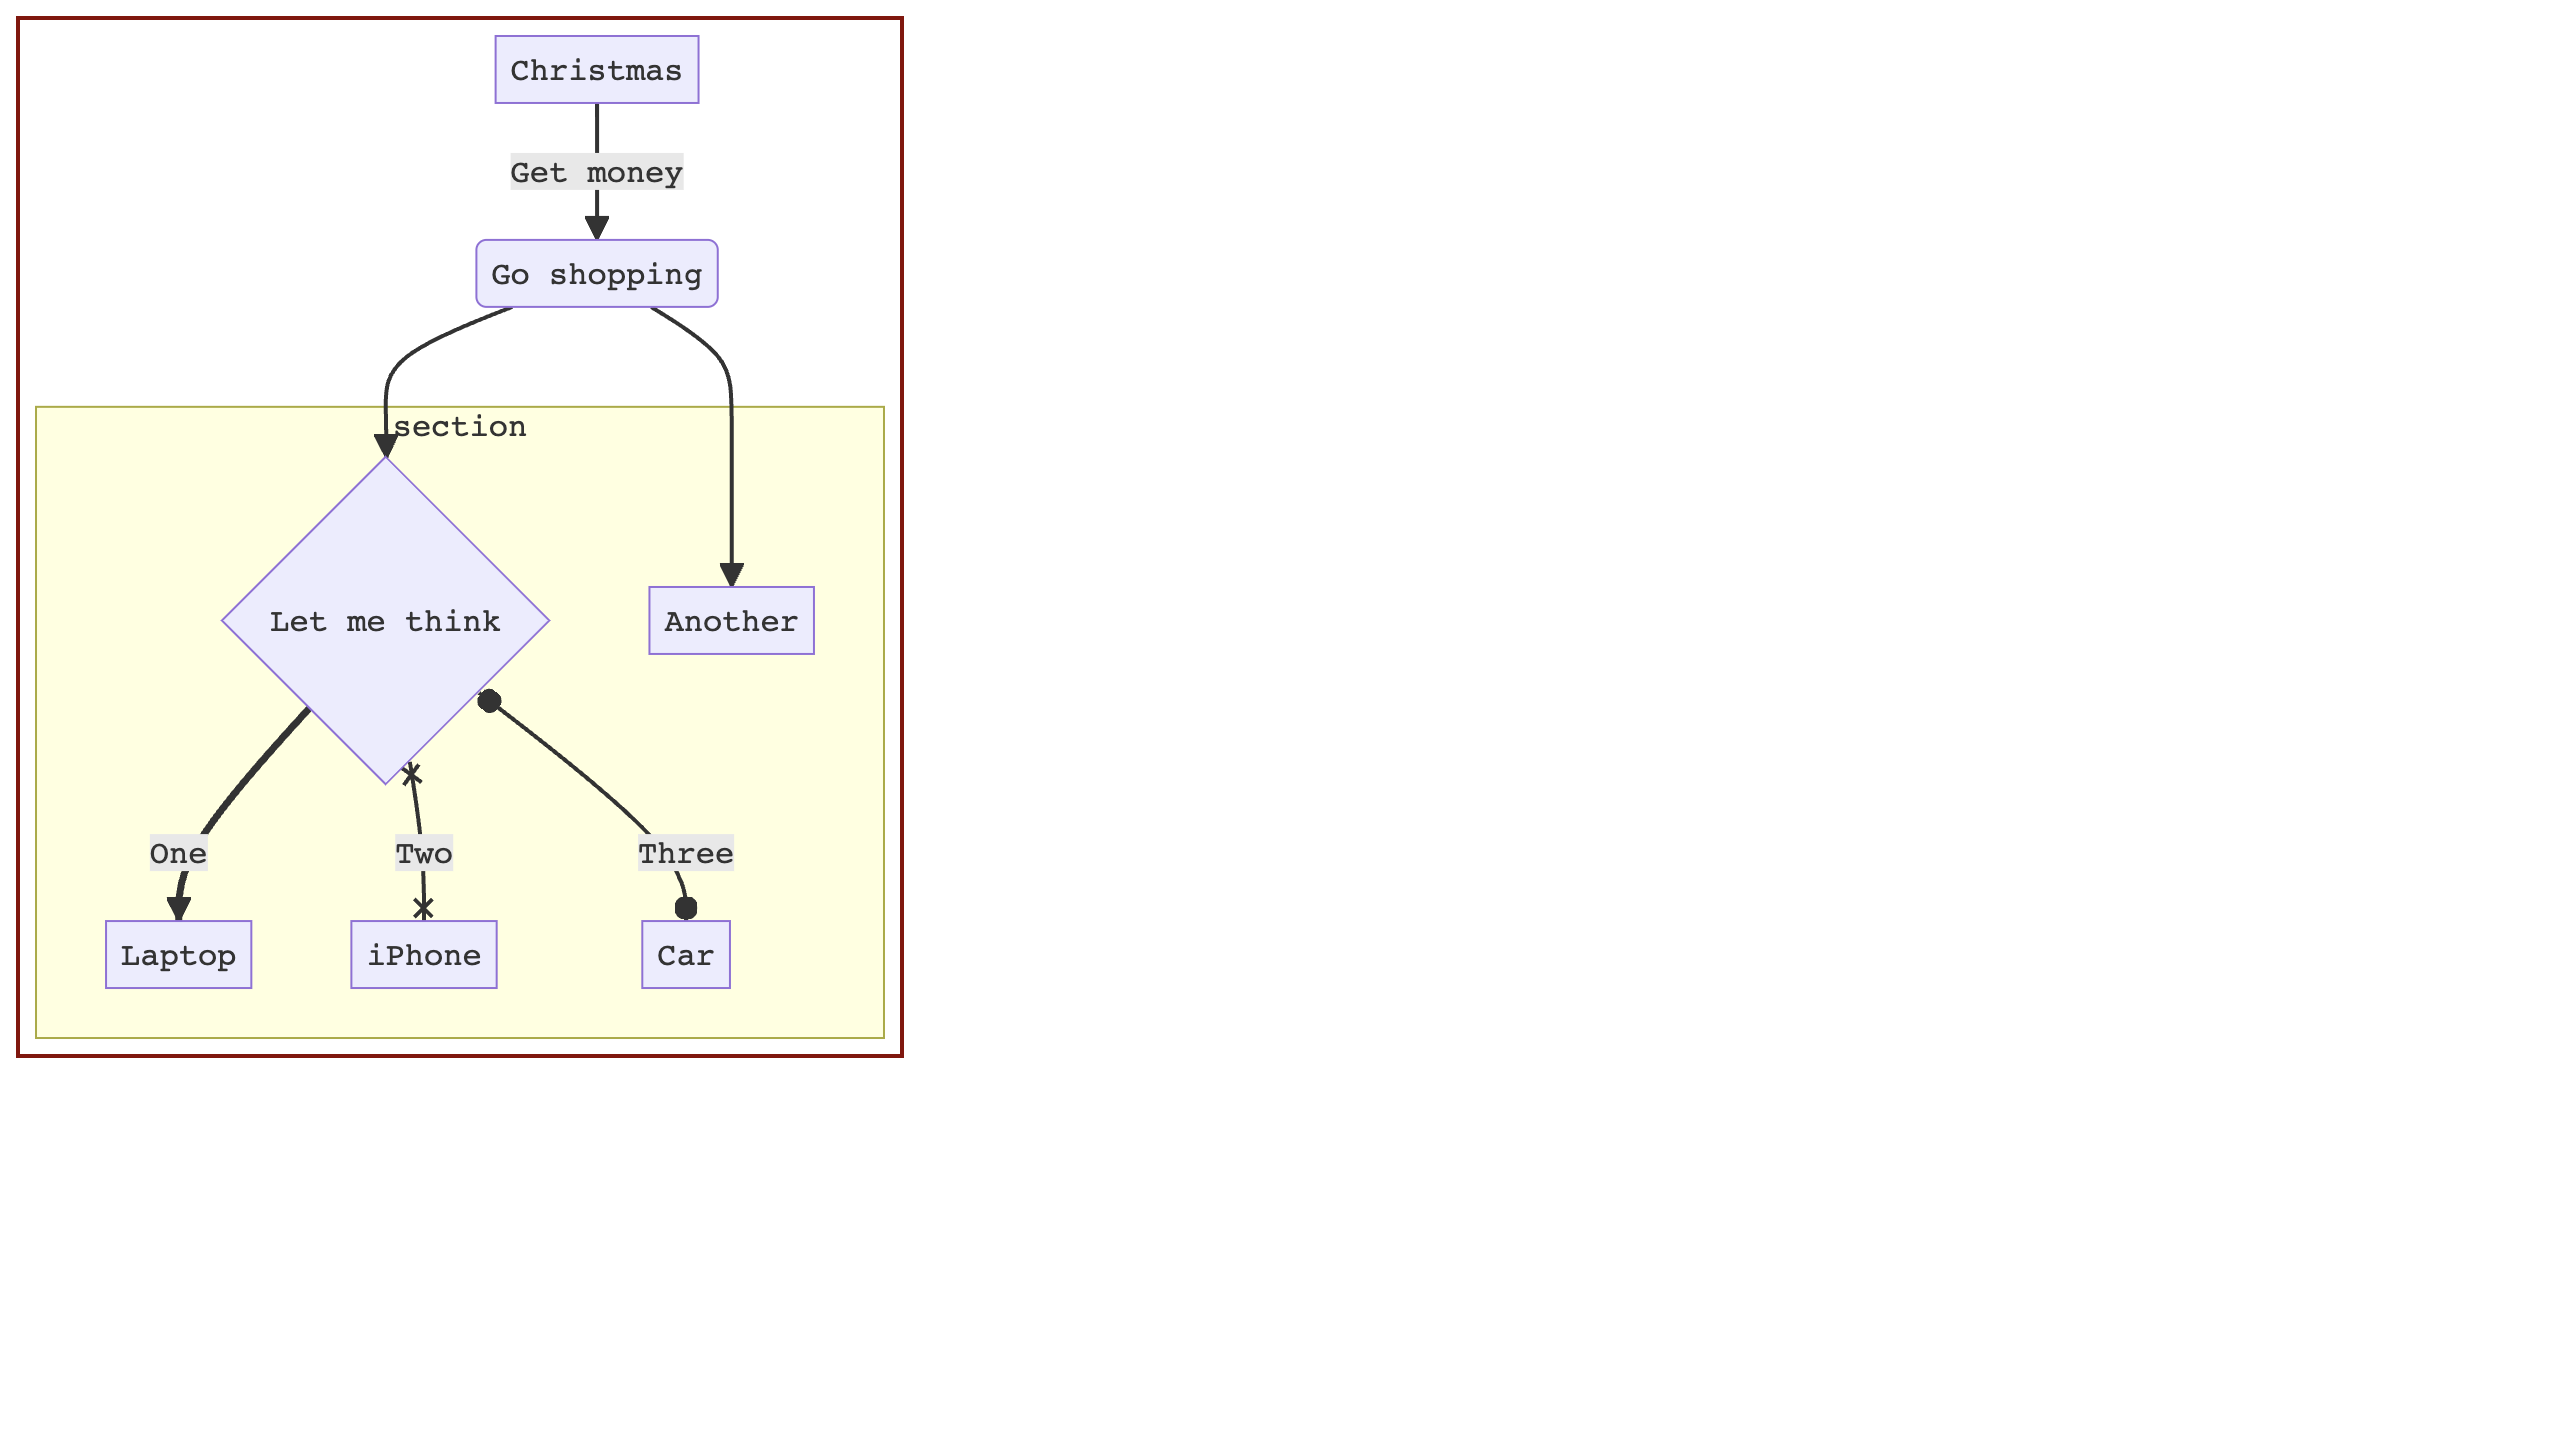 Christmas
Get money
Go shopping
section
Let me think
Another
One
Two
Three
Laptop
iPhone
Car